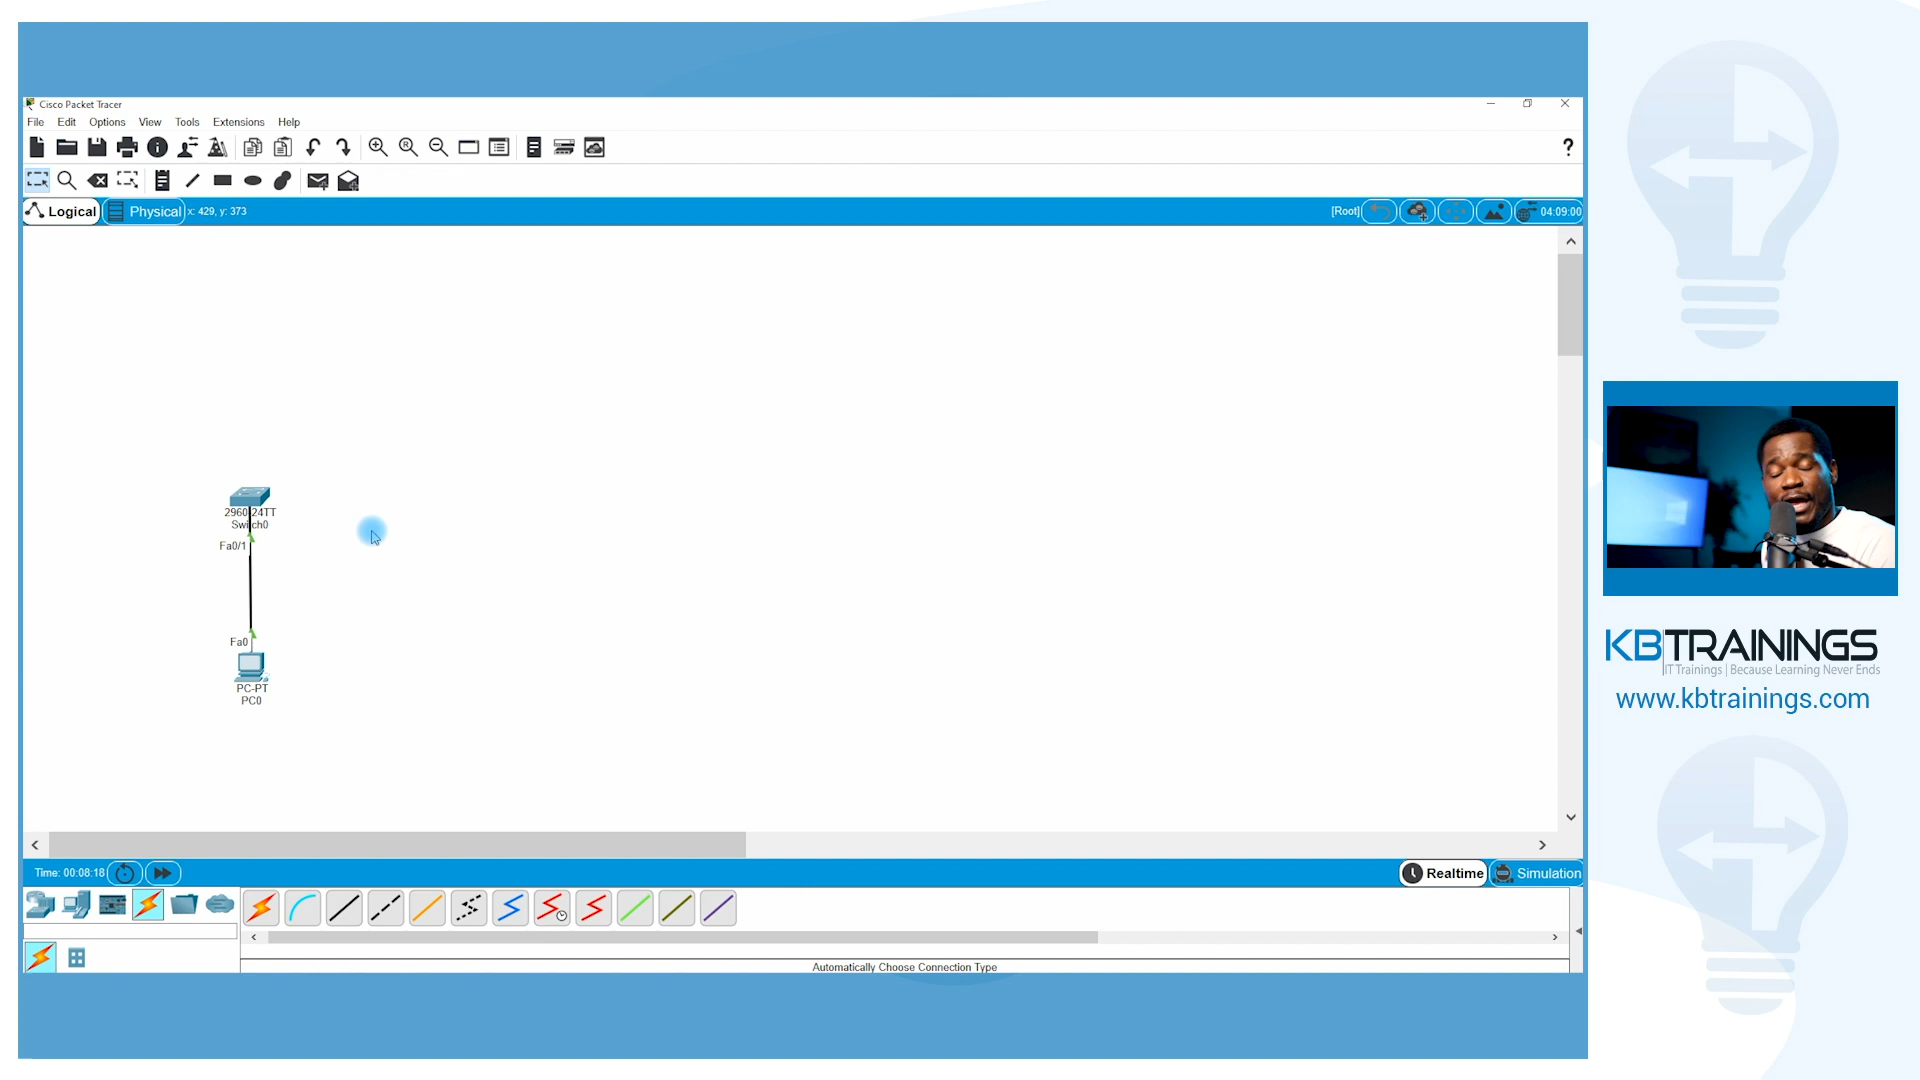 Cisco Packet Tracer
File Edit Options View Tools Extensions Help
?
Logical Physical x: 429, y: 373 [Root] 04:09:00
2960-24TT
Switch0
Fa0/1
Fa0
PC-PT
PC0
Time: 00:08:18 Realtime Simulation
Automatically Choose Connection Type
KBTRAININGS
IT Trainings | Because Learning Never Ends
www.kbtrainings.com